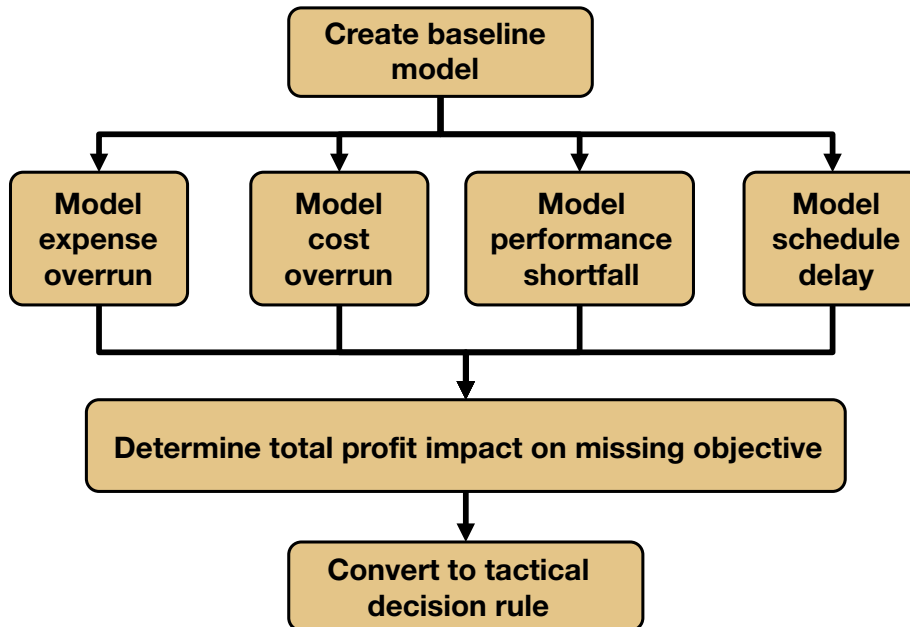 Create baseline
model
Model
expense
overrun
Model
cost
overrun
Model
performance
shortfall
Model
schedule
delay
Determine total profit impact on missing objective
Convert to tactical
decision rule